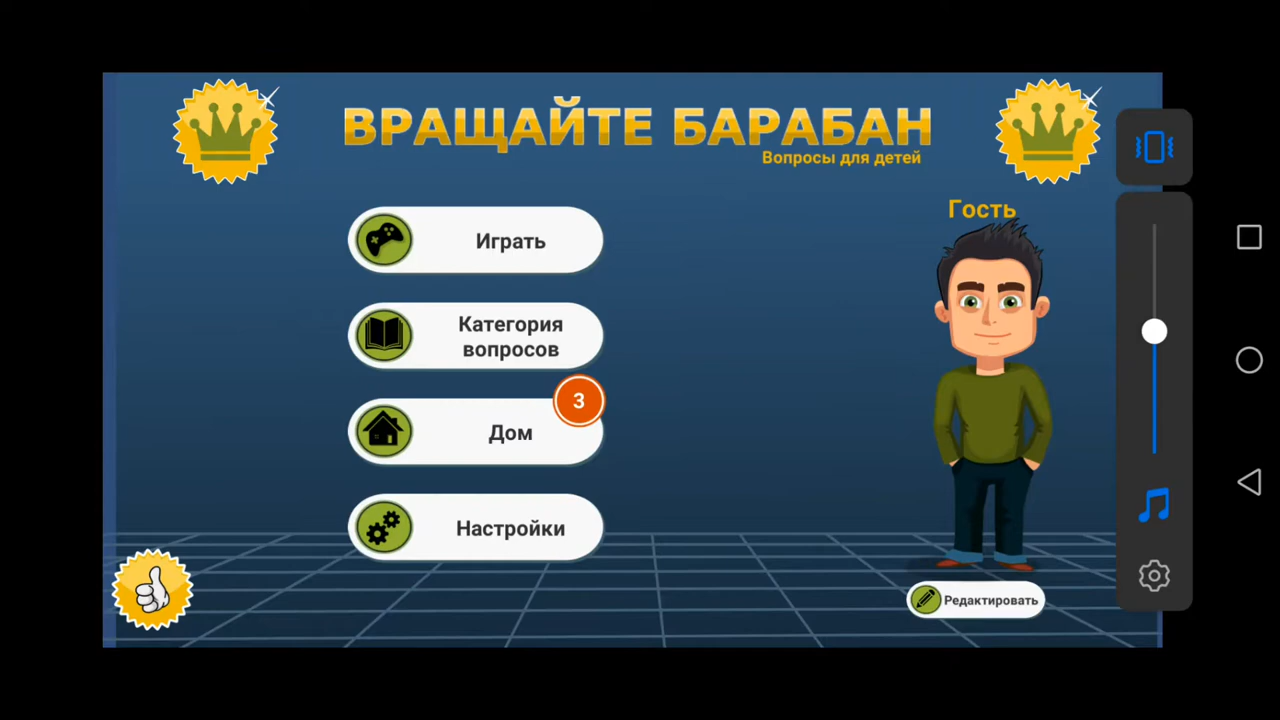 ВРАЩАЙТЕ БАРАБАН
Вопросы для детей
Гость
Играть
Категория
вопросов
3
Дом
Настройки
Редактировать